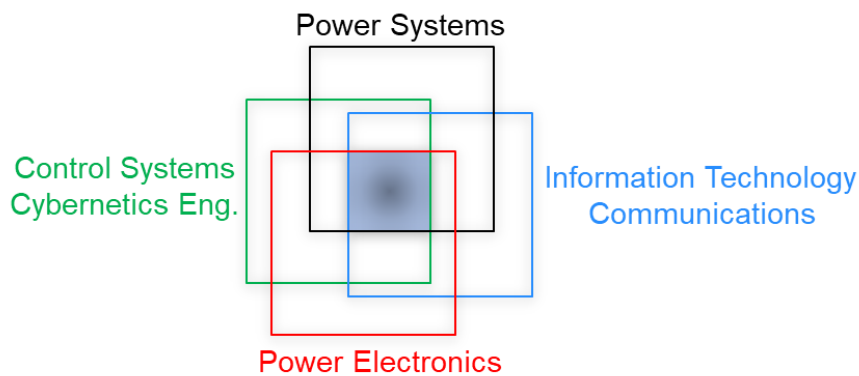 Power Systems
Control Systems
Cybernetics Eng.
Information Technology
Communications
Power Electronics